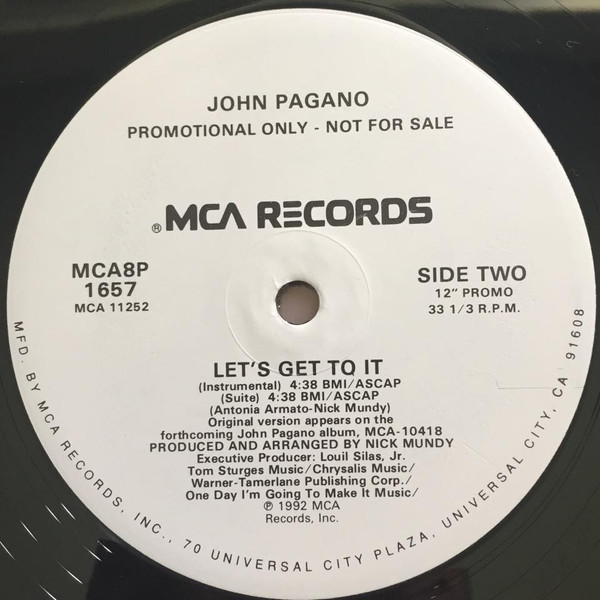 JOHN PAGANO
PROMOTIONAL ONLY - NOT FOR SALE
® MCA RECORDS
MCA8P
1657
MCA 11252
SIDE TWO
12" PROMO
33 1/3 R.P.M.
LET'S GET TO IT
(Instrumental) 4:38 BMI/ASCAP
(Suite) 4:38 BMI/ASCAP
(Antonia Armato-Nick Mundy)
Original version appears on the
forthcoming John Pagano album, MCA-10418
PRODUCED AND ARRANGED BY NICK MUNDY
Executive Producer: Louil Silas, Jr.
Tom Sturges Music/Chrysalis Music/
Warner-Tamerlane Publishing Corp./
One Day I'm Going To Make It Music/
℗ 1992 MCA
Records, Inc.
MFD. BY MCA RECORDS, INC., 70 UNIVERSAL CITY PLAZA, UNIVERSAL CITY, CA 91608